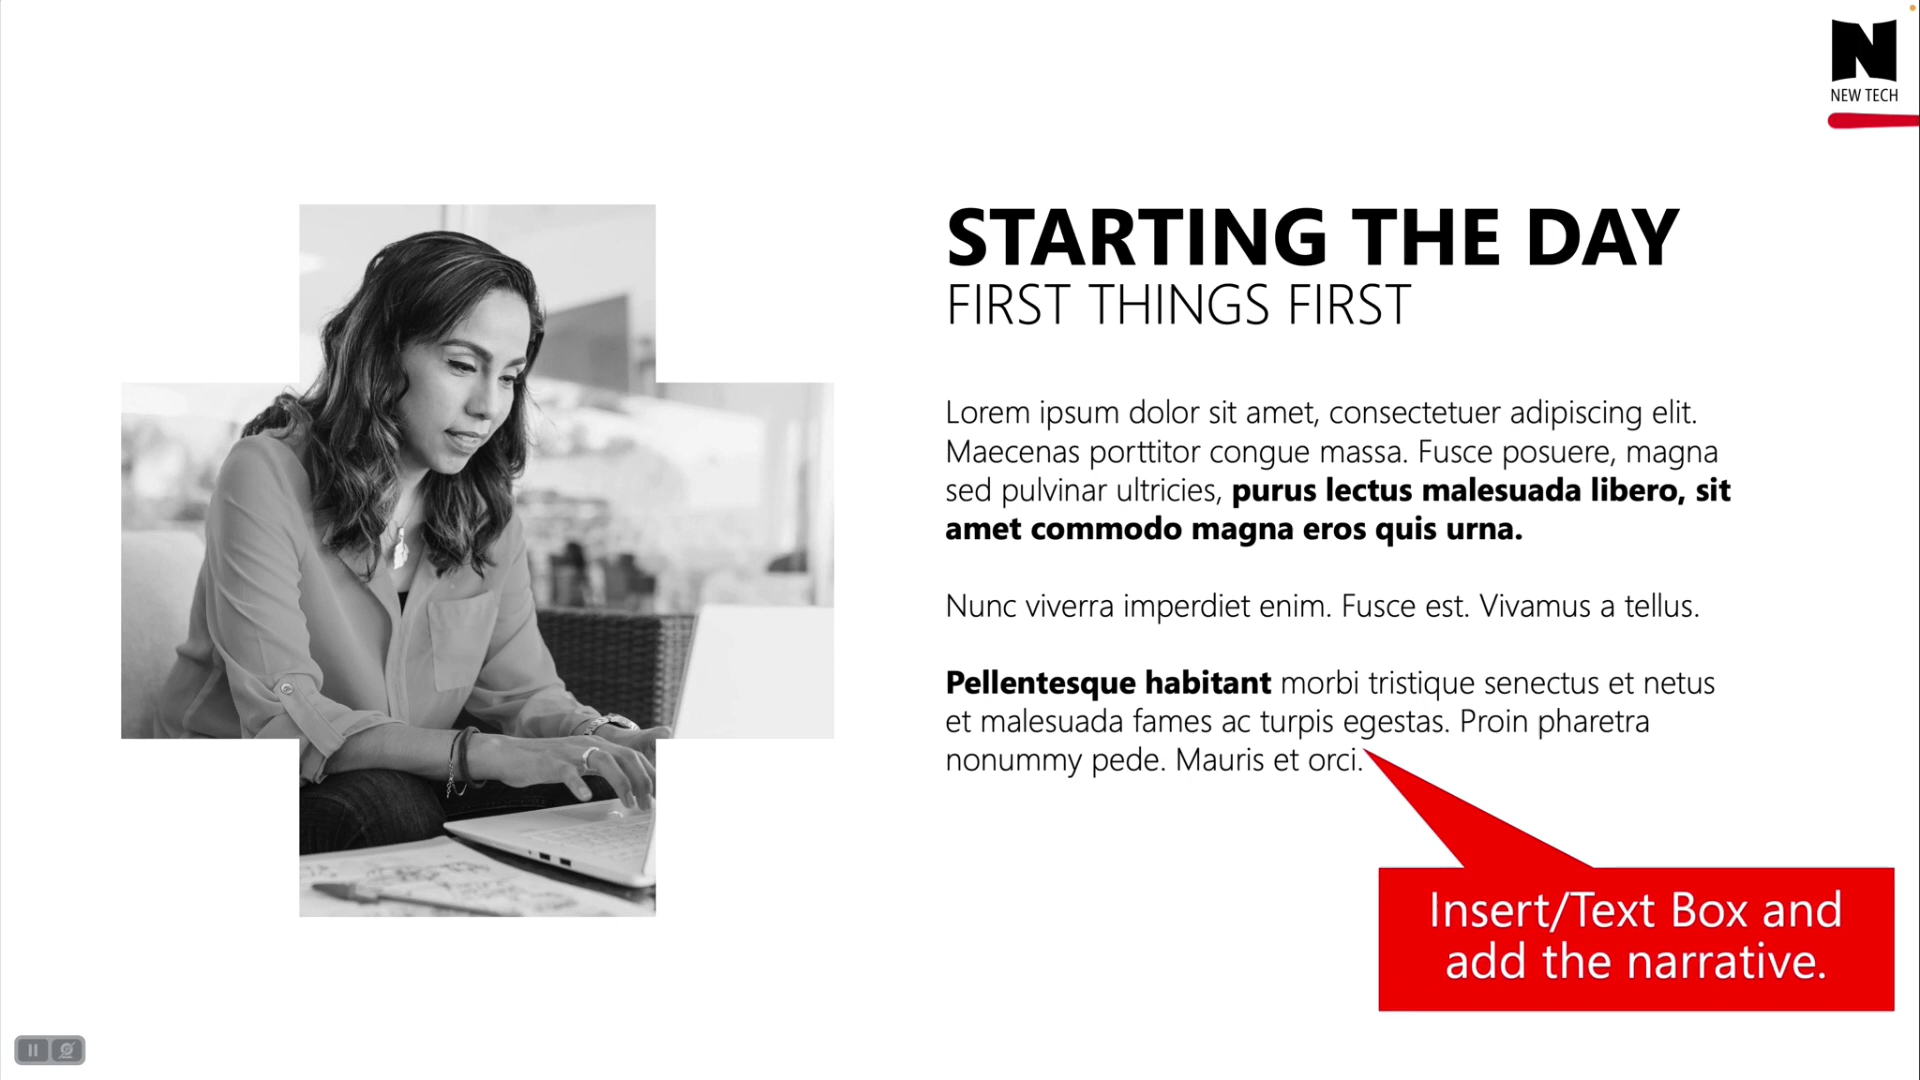 N
NEW TECH
STARTING THE DAY
FIRST THINGS FIRST
Lorem ipsum dolor sit amet, consectetuer adipiscing elit.
Maecenas porttitor congue massa. Fusce posuere, magna
sed pulvinar ultricies, purus lectus malesuada libero, sit
amet commodo magna eros quis urna.
Nunc viverra imperdiet enim. Fusce est. Vivamus a tellus.
Pellentesque habitant morbi tristique senectus et netus
et malesuada fames ac turpis egestas. Proin pharetra
nonummy pede. Mauris et orci.
Insert/Text Box and
add the narrative.